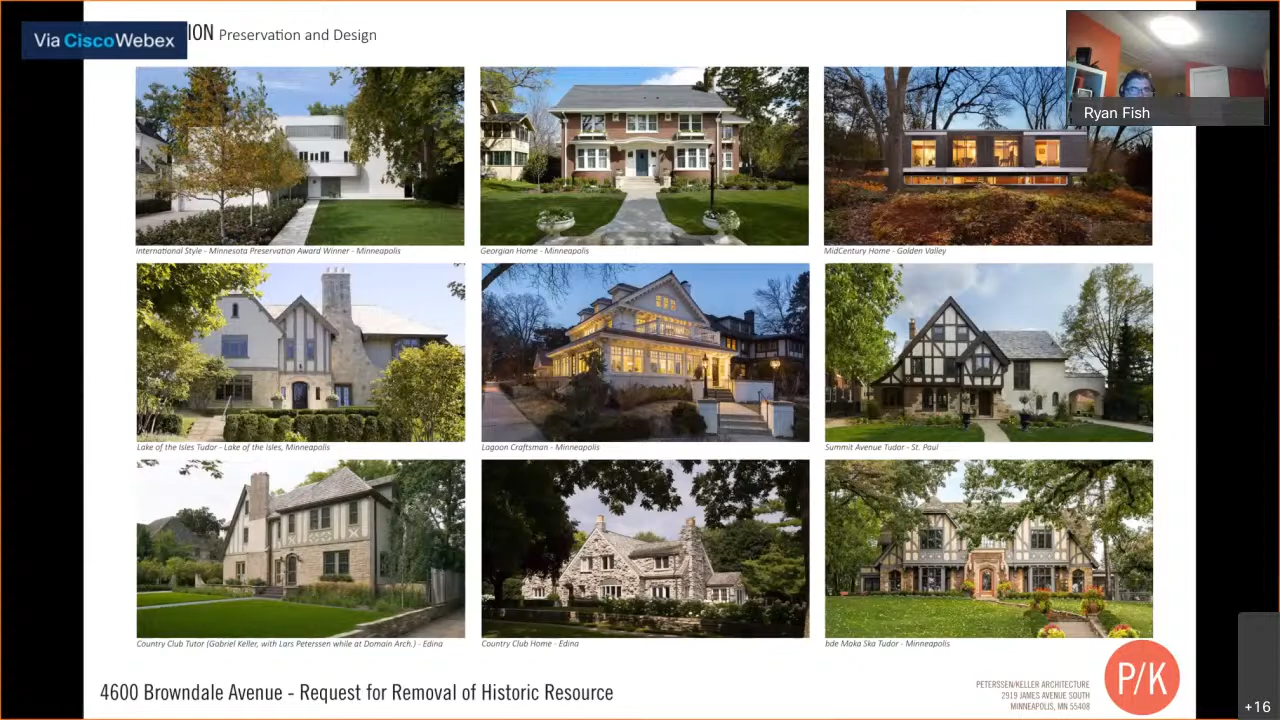 Via CiscoWebex
ION Preservation and Design
Ryan Fish
International Style - Minnesota Preservation Award Winner - Minneapolis
Georgian Home - Minneapolis
MidCentury Home - Golden Valley
Lake of the Isles Tudor - Lake of the Isles, Minneapolis
Lagoon Craftsman - Minneapolis
Summit Avenue Tudor - St. Paul
Country Club Tutor (Gabriel Keller, with Lars Peterssen while at Domain Arch.) - Edina
Country Club Home - Edina
bde Maka Ska Tudor - Minneapolis
4600 Browndale Avenue - Request for Removal of Historic Resource
PETERSSEN/KELLER ARCHITECTURE
2919 JAMES AVENUE SOUTH
MINNEAPOLIS, MN 55408
P/K
+16